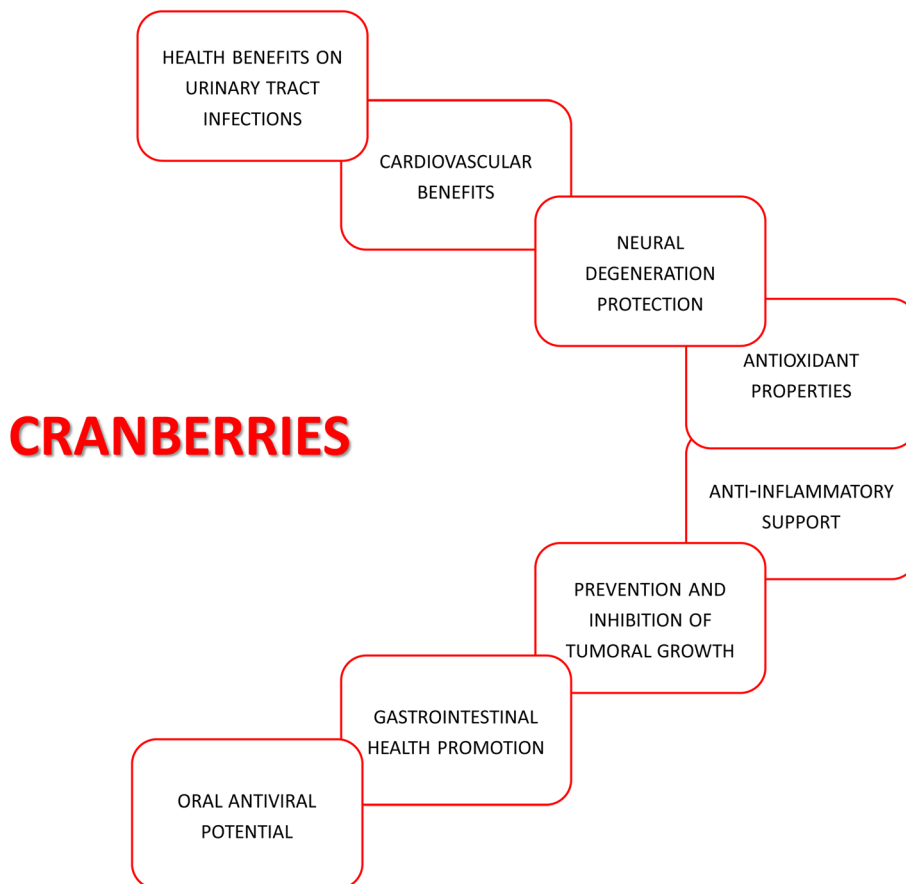 HEALTH BENEFITS ON
URINARY TRACT
INFECTIONS
CARDIOVASCULAR
BENEFITS
NEURAL
DEGENERATION
PROTECTION
ANTIOXIDANT
PROPERTIES
CRANBERRIES
ANTI-INFLAMMATORY
SUPPORT
PREVENTION AND
INHIBITION OF
TUMORAL GROWTH
GASTROINTESTINAL
HEALTH PROMOTION
ORAL ANTIVIRAL
POTENTIAL